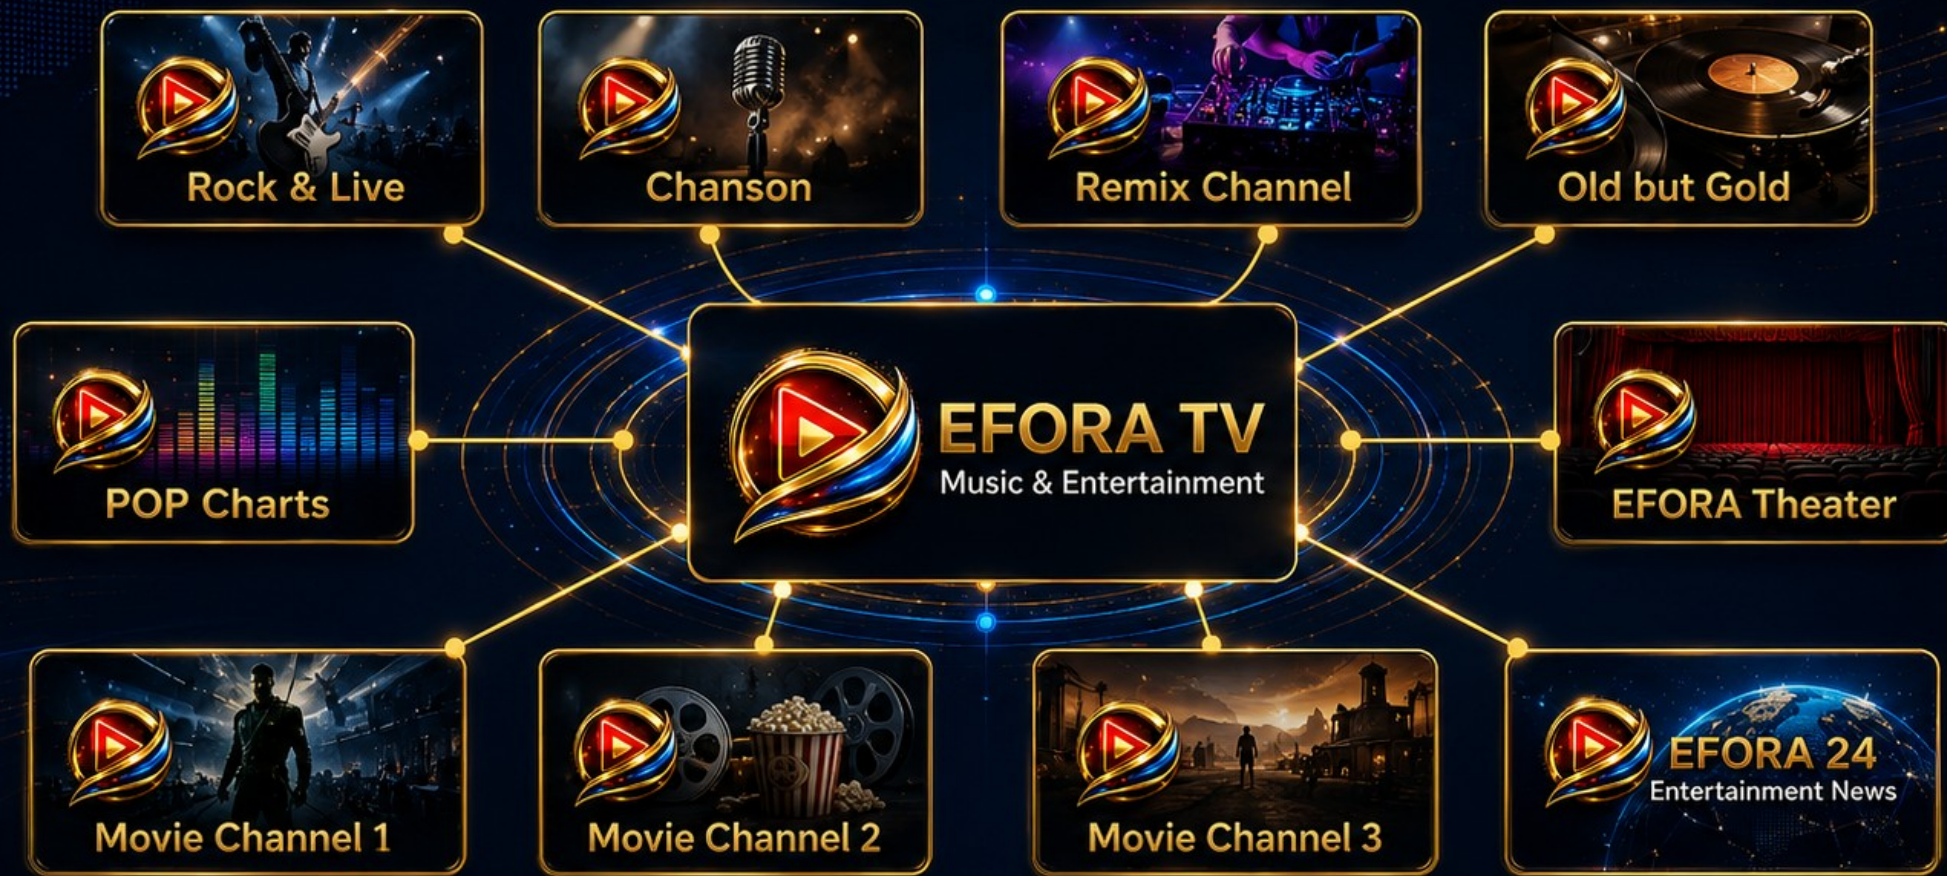 Rock & Live
Chanson
Remix Channel
Old but Gold
POP Charts
EFORA TV
Music & Entertainment
EFORA Theater
Movie Channel 1
Movie Channel 2
Movie Channel 3
EFORA 24
Entertainment News